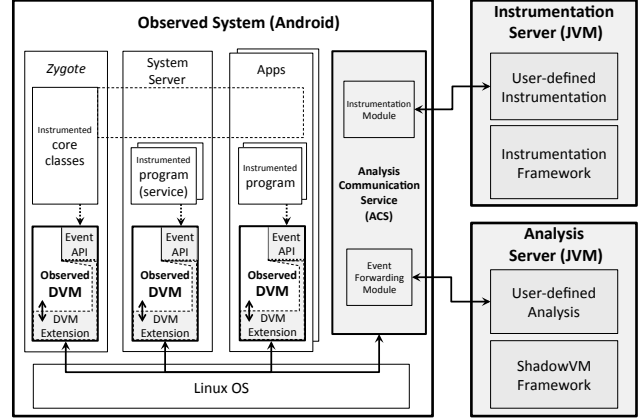 Observed System (Android)
Zygote
Instrumented
core
classes
Event
API
Observed
DVM
DVM
Extension
System
Server
Instrumented
program
(service)
Event
API
Observed
DVM
DVM
Extension
Apps
Instrumented
program
Event
API
Observed
DVM
DVM
Extension
Instrumentation
Module
Analysis
Communication
Service
(ACS)
Event
Forwarding
Module
Linux OS
Instrumentation
Server (JVM)
User-defined
Instrumentation
Instrumentation
Framework
Analysis
Server (JVM)
User-defined
Analysis
ShadowVM
Framework